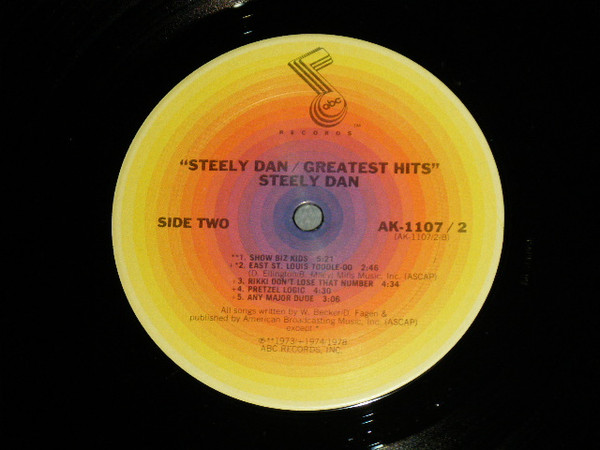 abc
RECORDS
"STEELY DAN / GREATEST HITS"
STEELY DAN
SIDE TWO
AK-1107 / 2
(AK-1107/2-B)
**1. SHOW BIZ KIDS 5:21
*2. EAST ST. LOUIS TOODLE-OO 2:46
(D. Ellington/B. Miley) Mills Music, Inc. (ASCAP)
+3. RIKKI DON'T LOSE THAT NUMBER 4:34
+4. PRETZEL LOGIC 4:30
+5. ANY MAJOR DUDE 3:06
All songs written by W. Becker/D. Fagen &
published by American Broadcasting Music, Inc. (ASCAP)
except *
℗**1973/+1974/1978
ABC RECORDS, INC.